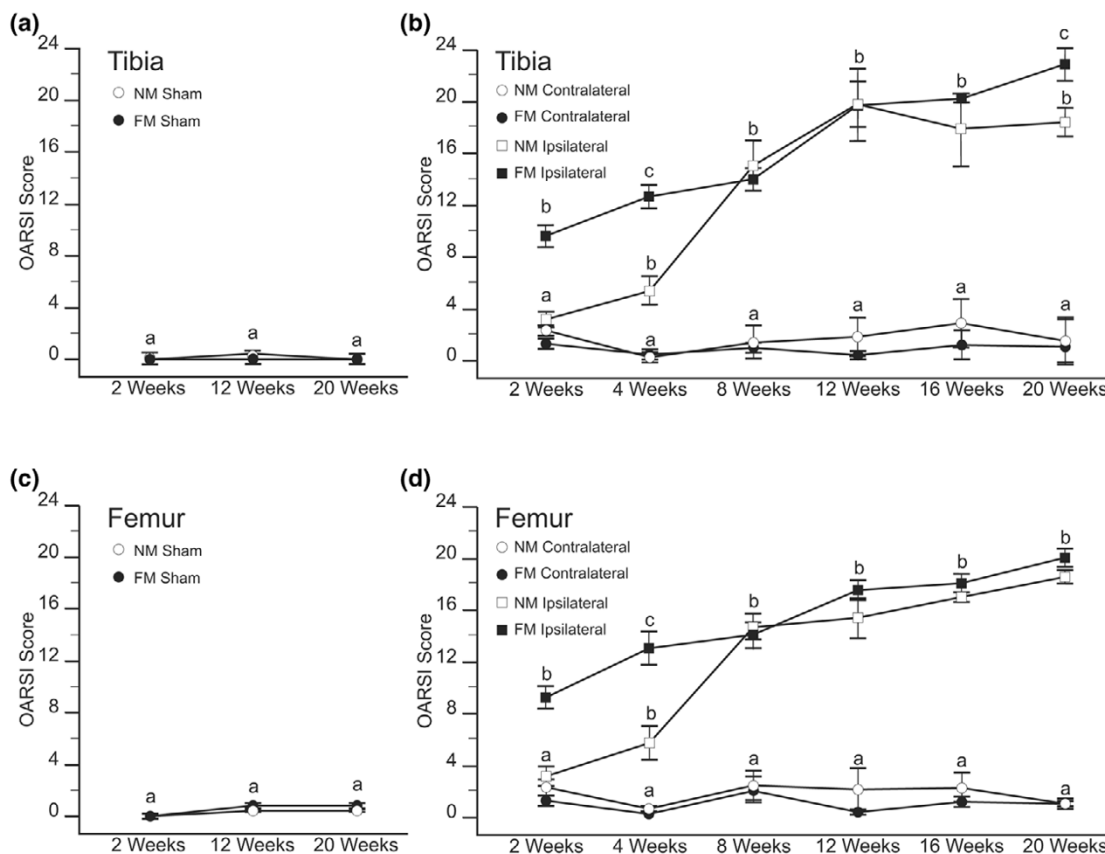 (a)
24
20
16
12
8
4
0
OARSI Score
Tibia
NM Sham
FM Sham
a a a
2 Weeks 12 Weeks 20 Weeks
(b)
24
20
16
12
8
4
0
OARSI Score
Tibia
NM Contralateral
FM Contralateral
NM Ipsilateral
FM Ipsilateral
b c b b b c
a b b
a a a a a a
2 Weeks 4 Weeks 8 Weeks 12 Weeks 16 Weeks 20 Weeks
(c)
24
20
16
12
8
4
0
OARSI Score
Femur
NM Sham
FM Sham
a a a
2 Weeks 12 Weeks 20 Weeks
(d)
24
20
16
12
8
4
0
OARSI Score
Femur
NM Contralateral
FM Contralateral
NM Ipsilateral
FM Ipsilateral
b c b b b b
a b
a a a a a
2 Weeks 4 Weeks 8 Weeks 12 Weeks 16 Weeks 20 Weeks